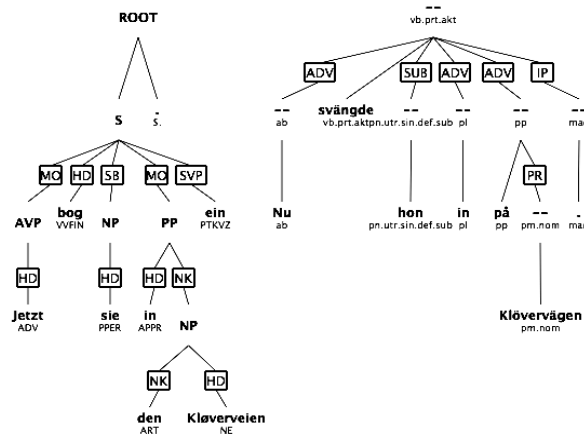 ROOT
--
vb.prt.akt
ADV SUB ADV ADV IP
S
-- svängde -- -- -- --
ab vb.prt.akt pn.utr.sin.def.sub pl pp mad
MO HD SB MO SVP
PR
AVP bog NP PP ein
VVFIN PTKVZ
Nu hon in på -- .
ab pn.utr.sin.def.sub pl pp pm.nom
HD HD HD NK
Jetzt sie in NP
ADV PPER APPR
Klövervägen
pm.nom
NK HD
den Kløverveien
ART NE